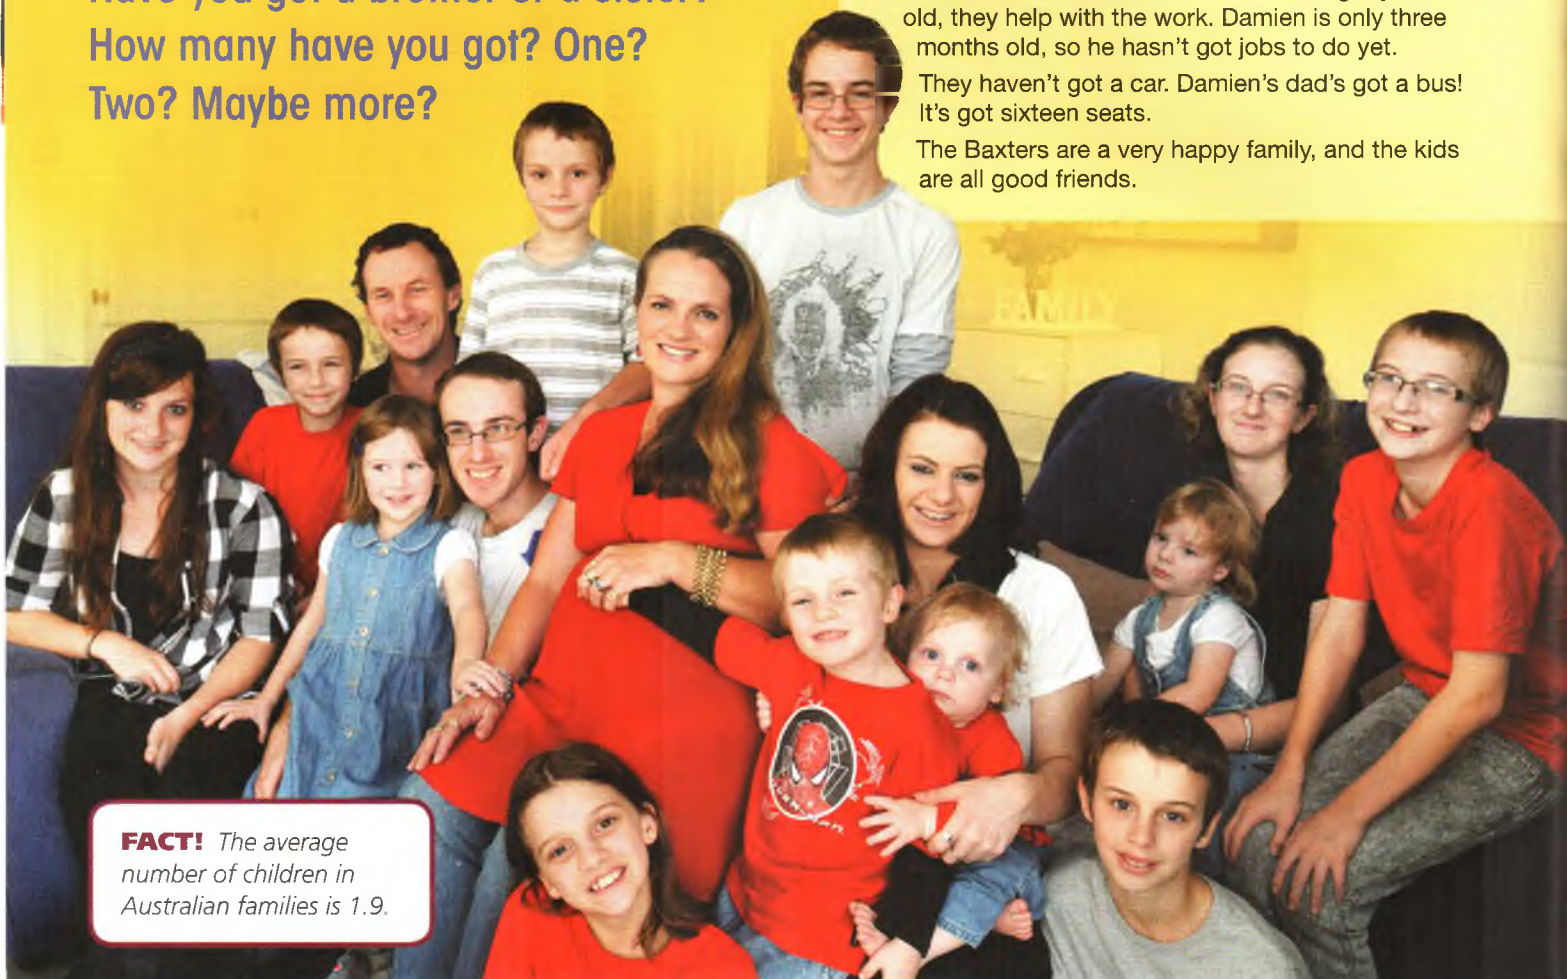 How many have you got? One?
Two? Maybe more?
old, they help with the work. Damien is only three
months old, so he hasn't got jobs to do yet.
They haven't got a car. Damien's dad's got a bus!
It's got sixteen seats.
The Baxters are a very happy family, and the kids
are all good friends.
FAMILY
FACT! The average
number of children in
Australian families is 1.9.